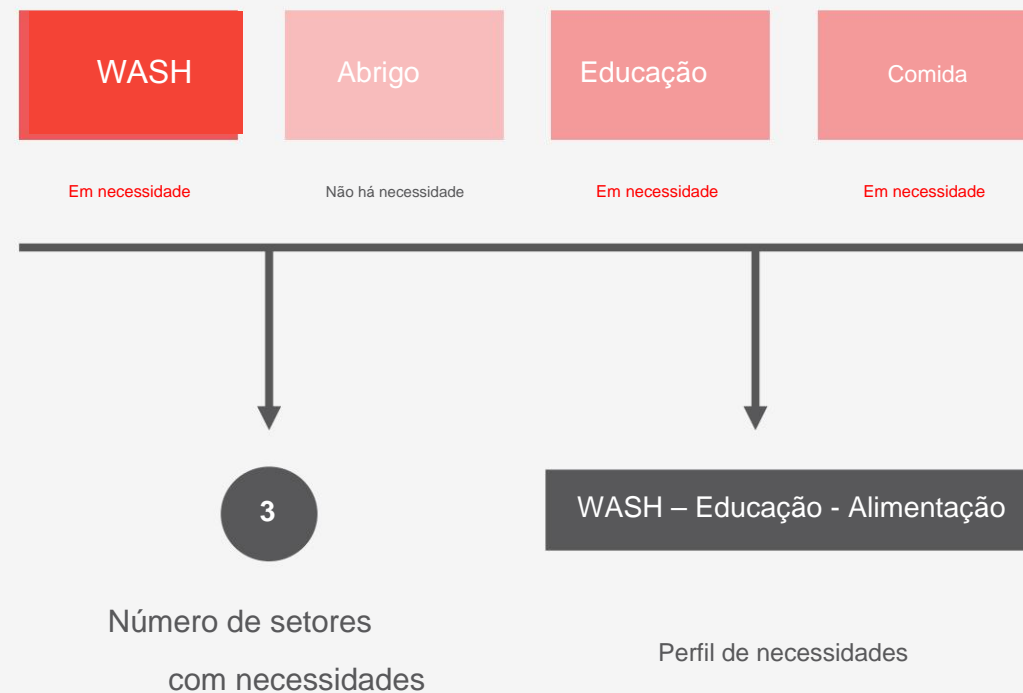 WASH
Abrigo
Educação
Comida
Em necessidade
Não há necessidade
Em necessidade
Em necessidade
3
WASH – Educação - Alimentação
Número de setores
com necessidades
Perfil de necessidades